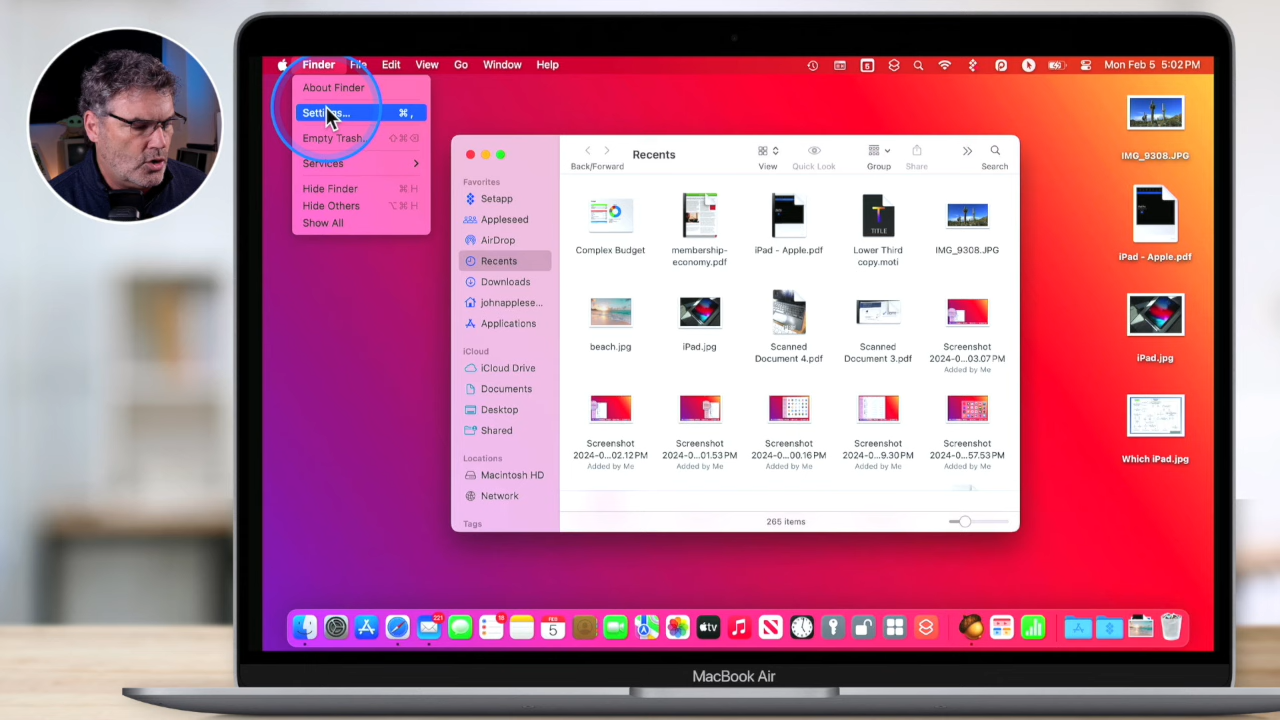 Finder File Edit View Go Window Help
5
Mon Feb 5 5:02 PM
About Finder
Settings... ⌘ ,
Empty Trash... ⇧⌘⌫
Services
Hide Finder ⌘ H
Hide Others ⌥⌘ H
Show All
Back/Forward
Recents
View
Quick Look
Group
Share
Search
Favorites
Setapp
Appleseed
AirDrop
Recents
Downloads
johnapplese...
Applications
iCloud
iCloud Drive
Documents
Desktop
Shared
Locations
Macintosh HD
Network
Tags
Complex Budget
membership-
economy.pdf
iPad - Apple.pdf
TITLE
Lower Third
copy.moti
IMG_9308.JPG
beach.jpg
iPad.jpg
Scanned
Document 4.pdf
Scanned
Document 3.pdf
Screenshot
2024-0...03.07 PM
Added by Me
Screenshot
2024-0...02.12 PM
Added by Me
Screenshot
2024-0...01.53 PM
Added by Me
Screenshot
2024-0...00.16 PM
Added by Me
Screenshot
2024-0...9.30 PM
Added by Me
Screenshot
2024-0...57.53 PM
Added by Me
265 items
IMG_9308.JPG
iPad - Apple.pdf
iPad.jpg
Which iPad.jpg
221
FEB
5
tv
MacBook Air